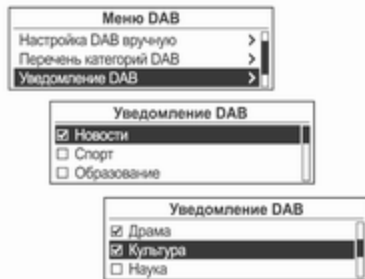 Меню DAB
Настройка DAB вручную
Перечень категорий DAB
Уведомление DAB
Уведомление DAB
Новости
Спорт
Образование
Уведомление DAB
Драма
Культура
Наука